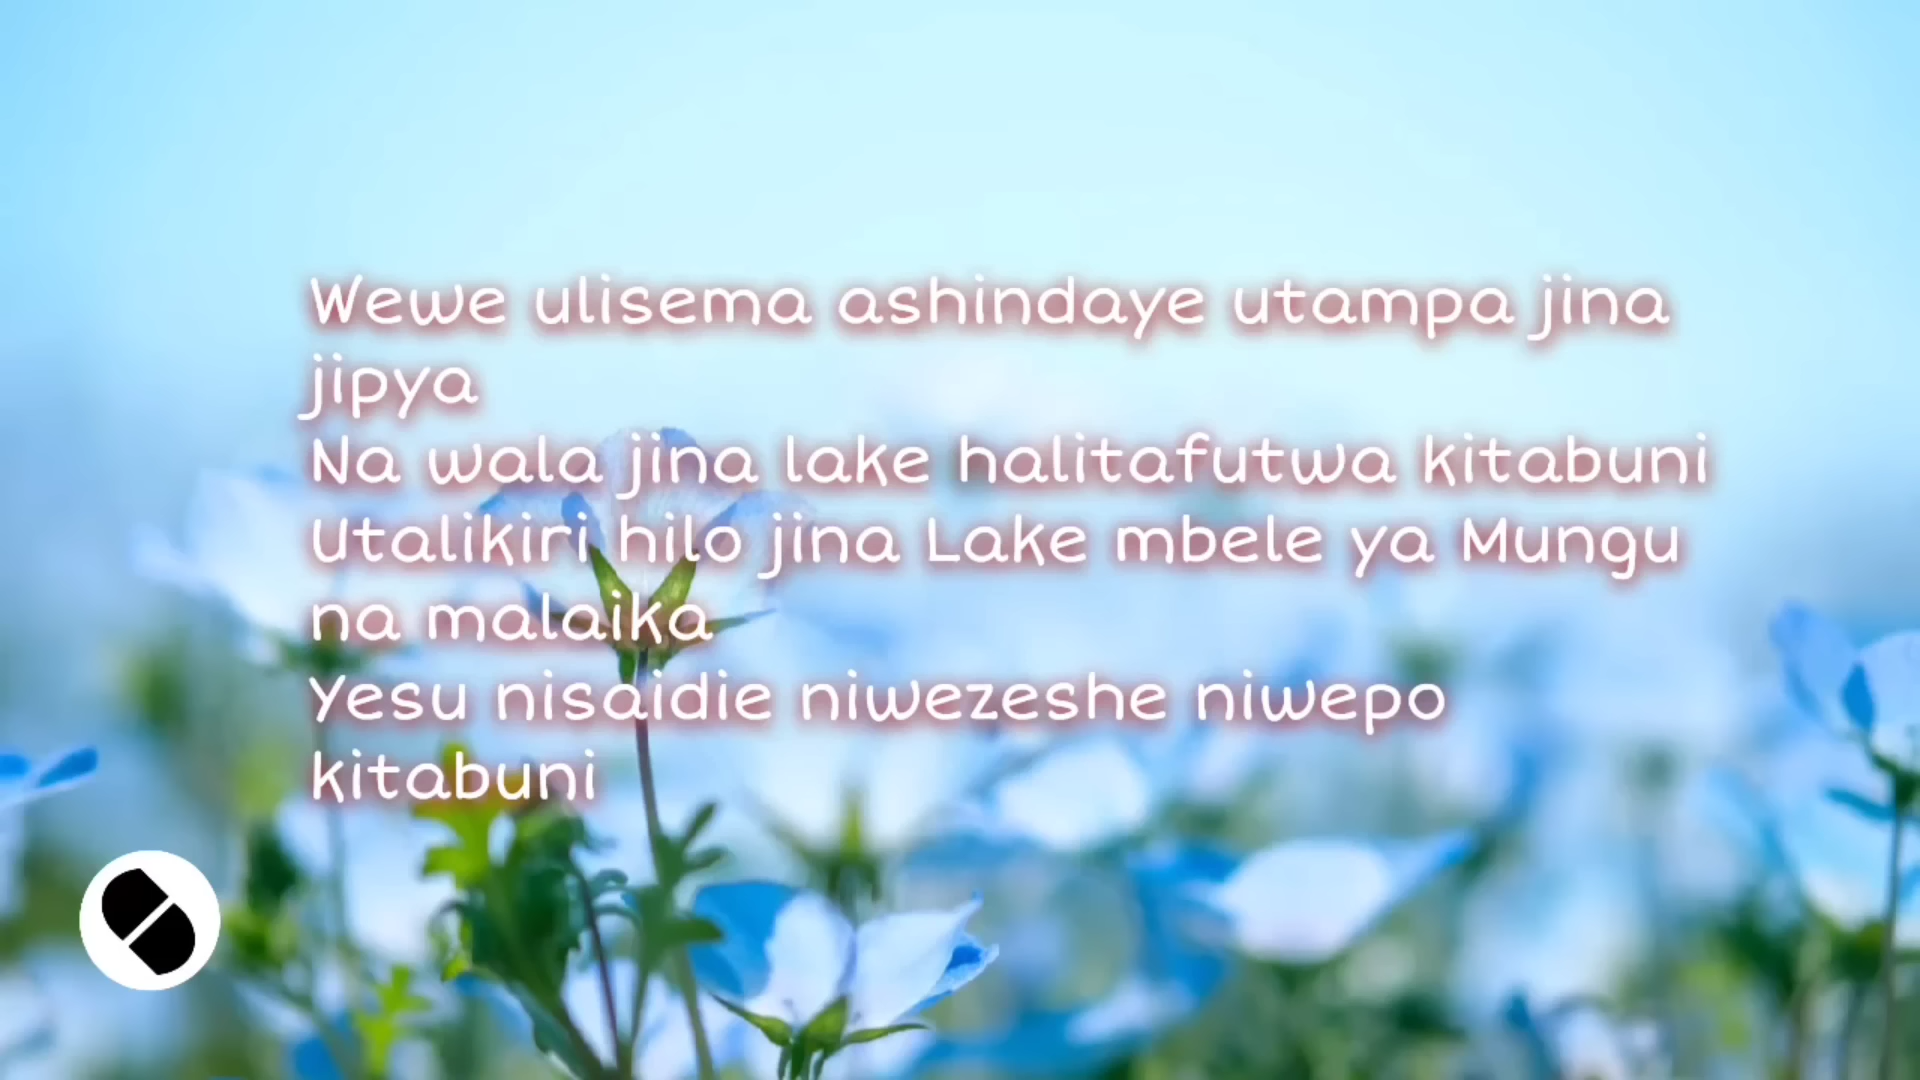 Wewe ulisema ashindaye utampa jina
jipya
Na wala jina lake halitafutwa kitabuni
Utalikiri hilo jina Lake mbele ya Mungu
na malaika
Yesu nisaidie niwezeshe niwepo
kitabuni